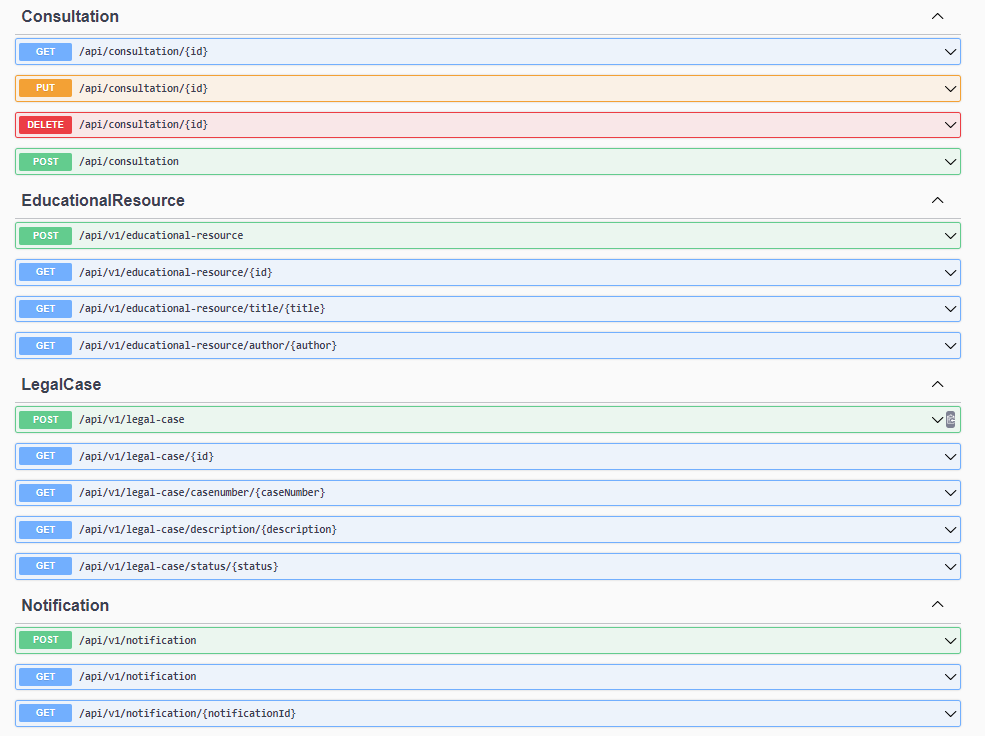 Consultation
GET /api/consultation/{id}
PUT /api/consultation/{id}
DELETE /api/consultation/{id}
POST /api/consultation
EducationalResource
POST /api/v1/educational-resource
GET /api/v1/educational-resource/{id}
GET /api/v1/educational-resource/title/{title}
GET /api/v1/educational-resource/author/{author}
LegalCase
POST /api/v1/legal-case
GET /api/v1/legal-case/{id}
GET /api/v1/legal-case/casenumber/{caseNumber}
GET /api/v1/legal-case/description/{description}
GET /api/v1/legal-case/status/{status}
Notification
POST /api/v1/notification
GET /api/v1/notification
GET /api/v1/notification/{notificationId}